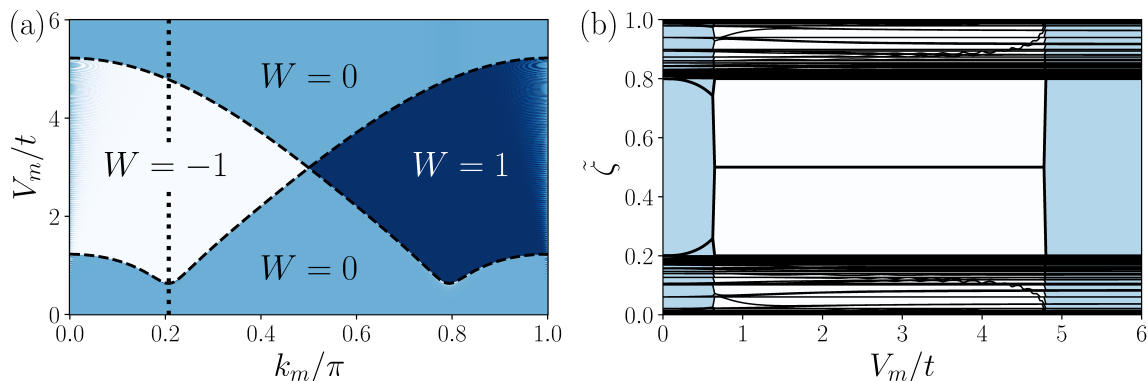 (a)
6
4
2
0
V_m/t
W = 0
W = −1
W = 1
W = 0
0.0 0.2 0.4 0.6 0.8 1.0
k_m/π
(b)
1.0
0.8
0.6
0.4
0.2
0.0
ζ̃
0 1 2 3 4 5 6
V_m/t